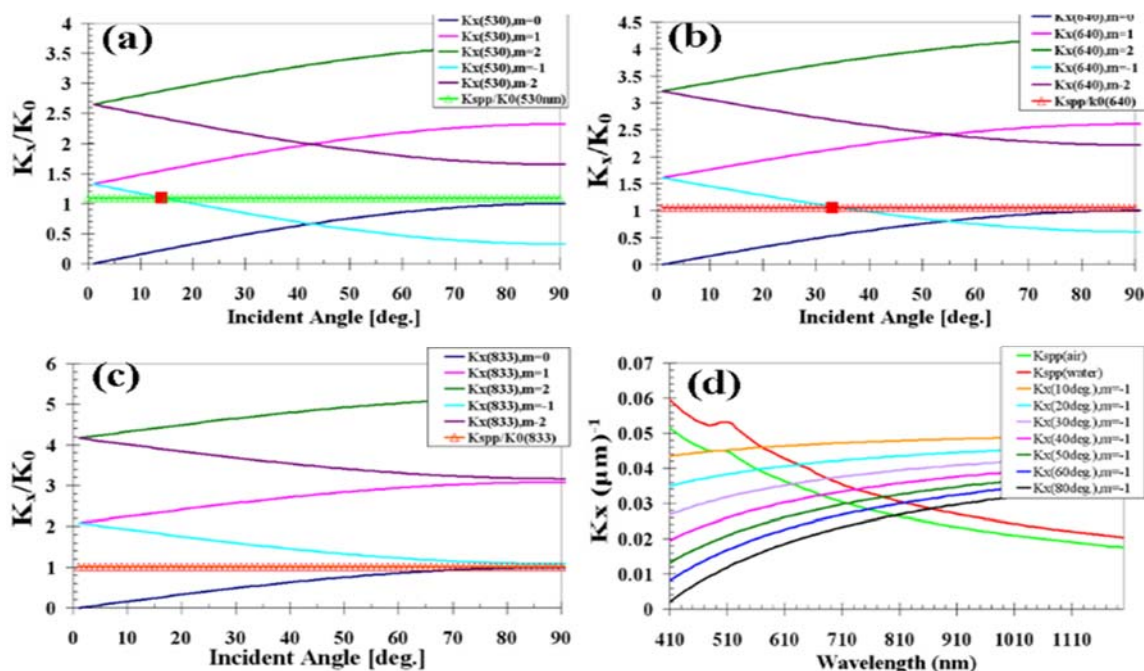 (a)
4
3.5
3
2.5
2
1.5
1
0.5
0
Kx/K0
0 10 20 30 40 50 60 70 80 90
Incident Angle [deg.]
Kx(530),m=0
Kx(530),m=1
Kx(530),m=2
Kx(530),m=-1
Kx(530),m-2
Kspp/K0(530nm)
(b)
4.5
4
3.5
3
2.5
2
1.5
1
0.5
0
Kx/K0
0 10 20 30 40 50 60 70 80 90
Incident Angle [deg.]
Kx(640),m=0
Kx(640),m=1
Kx(640),m=2
Kx(640),m=-1
Kx(640),m-2
Kspp/k0(640)
(c)
6
5
4
3
2
1
0
Kx/K0
0 10 20 30 40 50 60 70 80 90
Incident Angle [deg.]
Kx(833),m=0
Kx(833),m=1
Kx(833),m=2
Kx(833),m=-1
Kx(833),m-2
Kspp/K0(833)
(d)
0.07
0.06
0.05
0.04
0.03
0.02
0.01
0
Kx (μm)-1
410 510 610 710 810 910 1010 1110
Wavelength (nm)
Kspp(air)
Kspp(water)
Kx(10deg.),m=-1
Kx(20deg.),m=-1
Kx(30deg.),m=-1
Kx(40deg.),m=-1
Kx(50deg.),m=-1
Kx(60deg.),m=-1
Kx(80deg.),m=-1